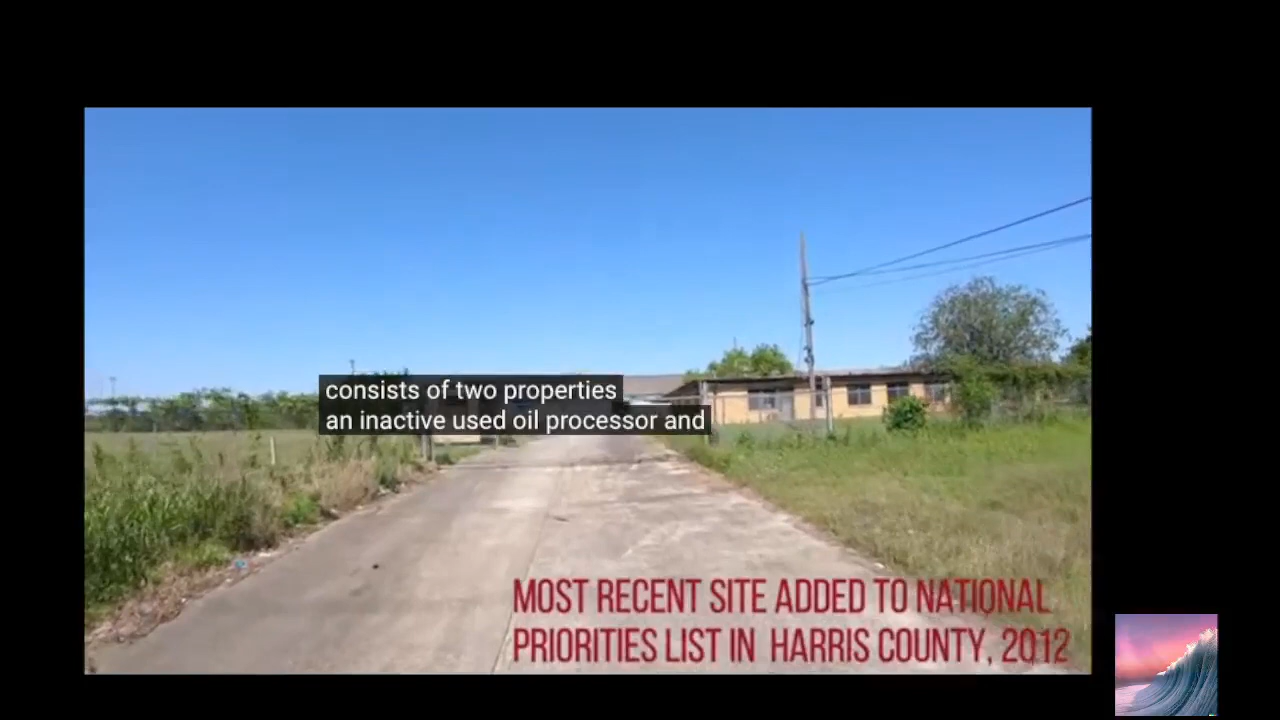 consists of two properties
an inactive used oil processor and
MOST RECENT SITE ADDED TO NATIONAL
PRIORITIES LIST IN HARRIS COUNTY, 2012